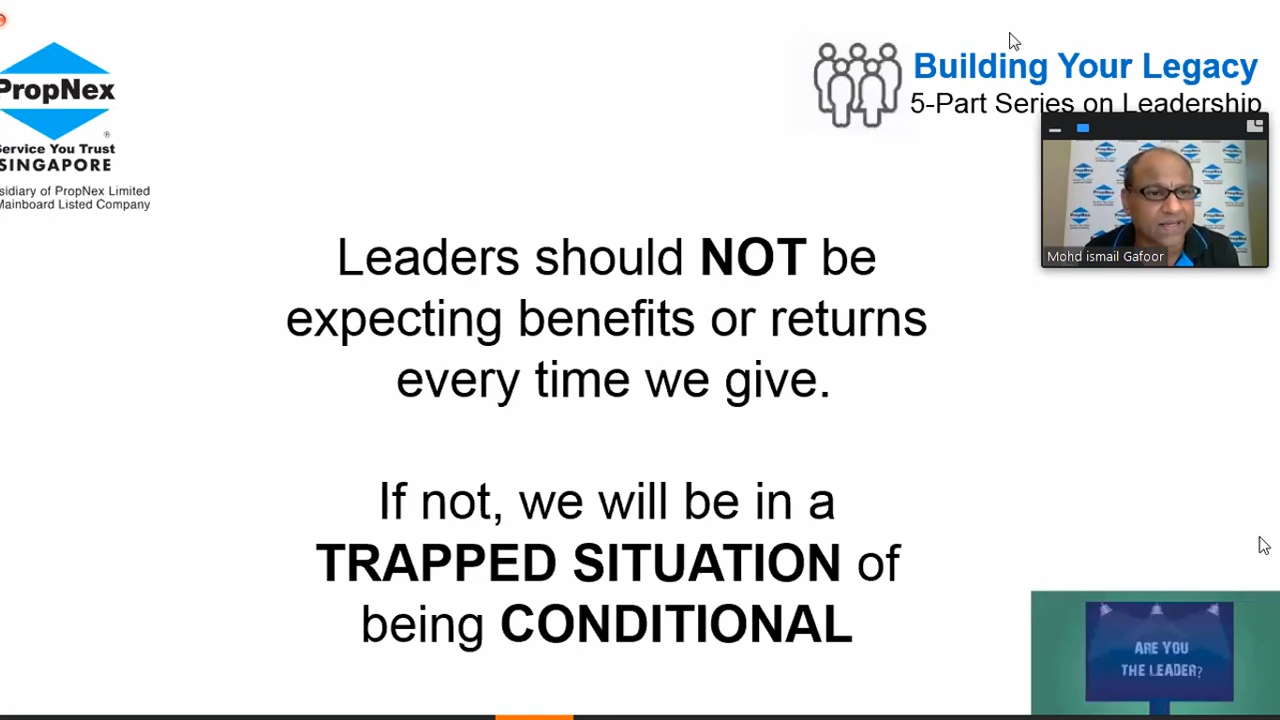 PropNex
Service You Trust
SINGAPORE
sidiary of PropNex Limited
Mainboard Listed Company
Building Your Legacy
5-Part Series on Leadership
Mohd ismail Gafoor
Leaders should NOT be
expecting benefits or returns
every time we give.
If not, we will be in a
TRAPPED SITUATION of
being CONDITIONAL
ARE YOU
THE LEADER?